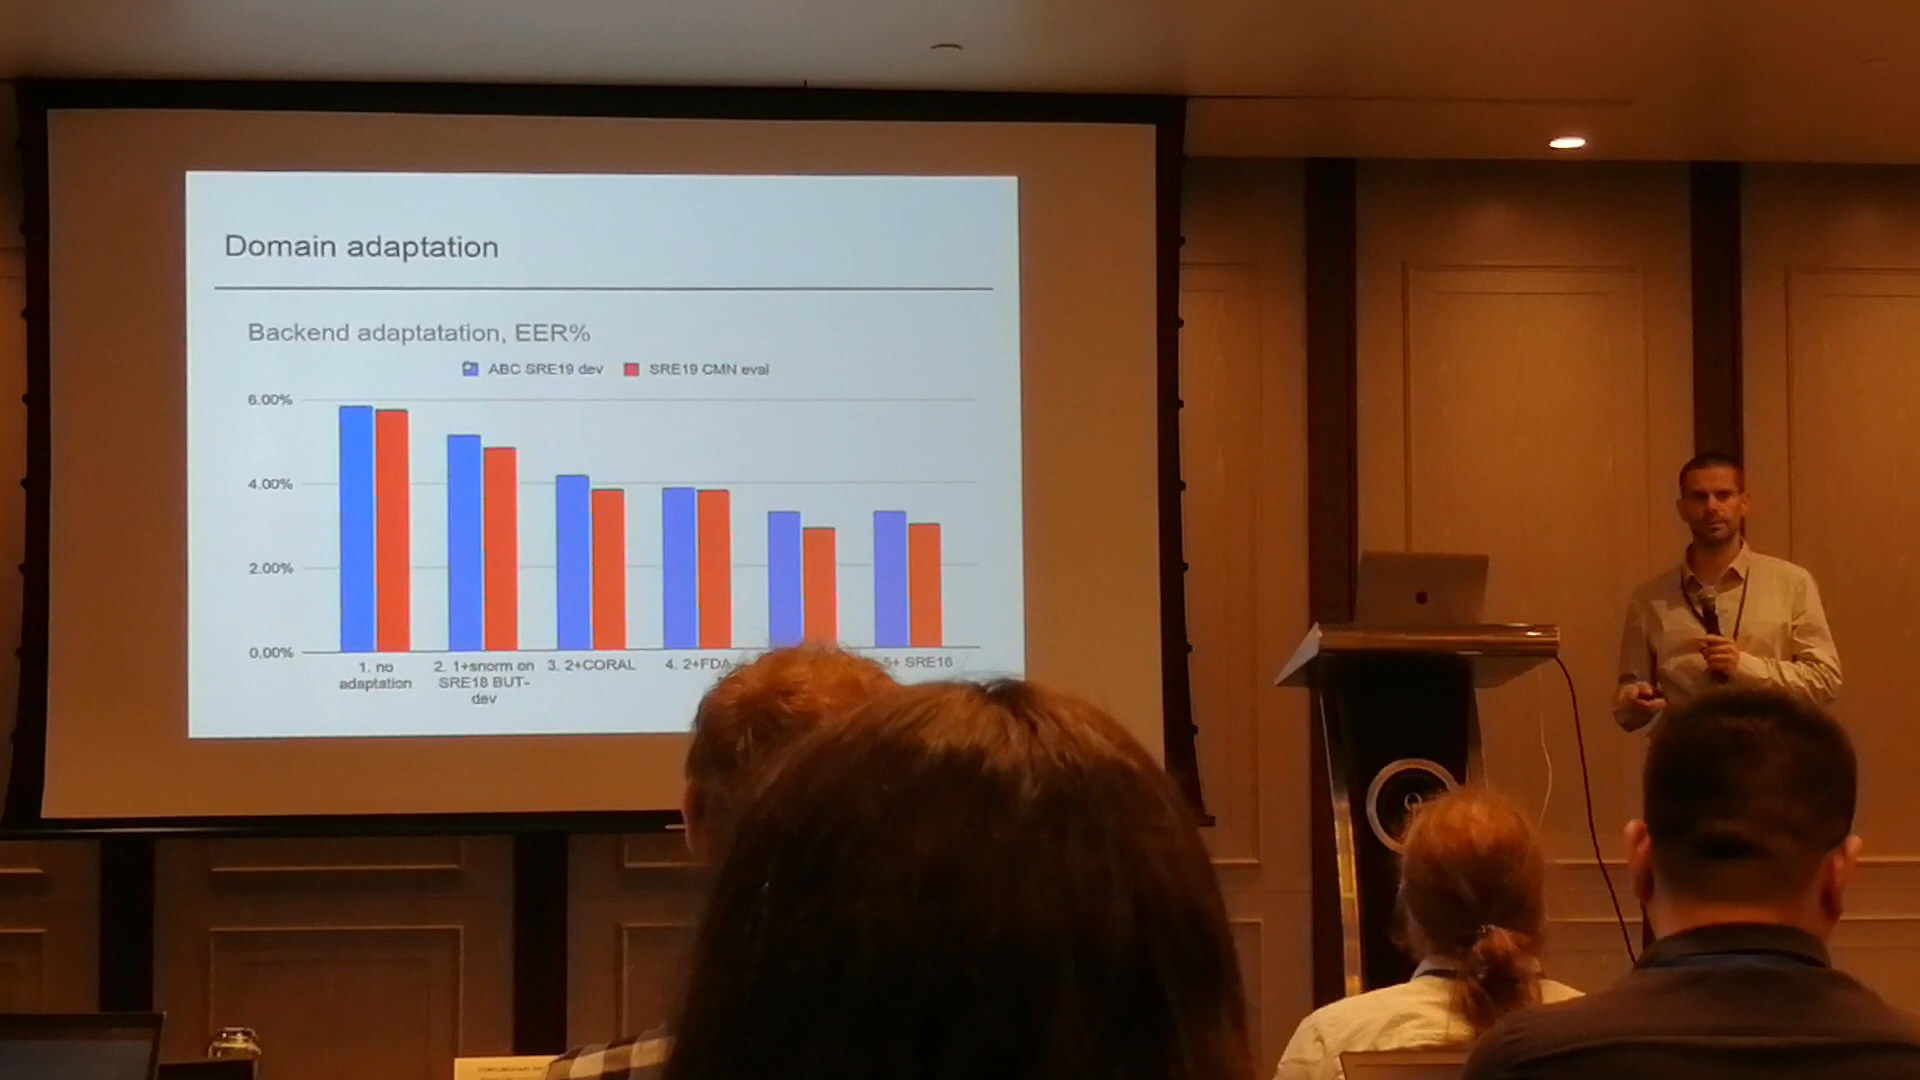 Domain adaptation
Backend adaptatation, EER%
ABC SRE19 dev SRE19 CMN eval
6.00%
4.00%
2.00%
0.00%
1. no adaptation
2. 1+snorm on SRE18 BUT-dev
3. 2+CORAL
4. 2+FDA
5+ SRE16